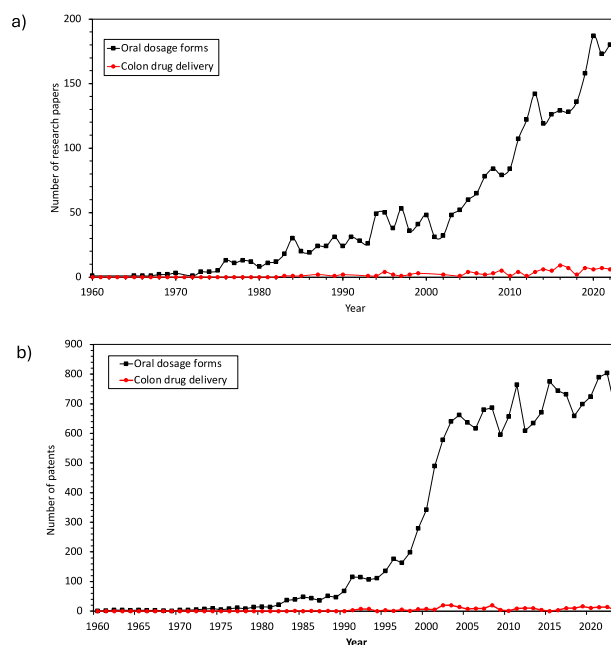 a)
200
Oral dosage forms
Colon drug delivery
150
100
50
0
Number of research papers
1960 1970 1980 1990 2000 2010 2020
Year
b)
900
Oral dosage forms
Colon drug delivery
800
700
600
500
400
300
200
100
0
Number of patents
1960 1965 1970 1975 1980 1985 1990 1995 2000 2005 2010 2015 2020
Year